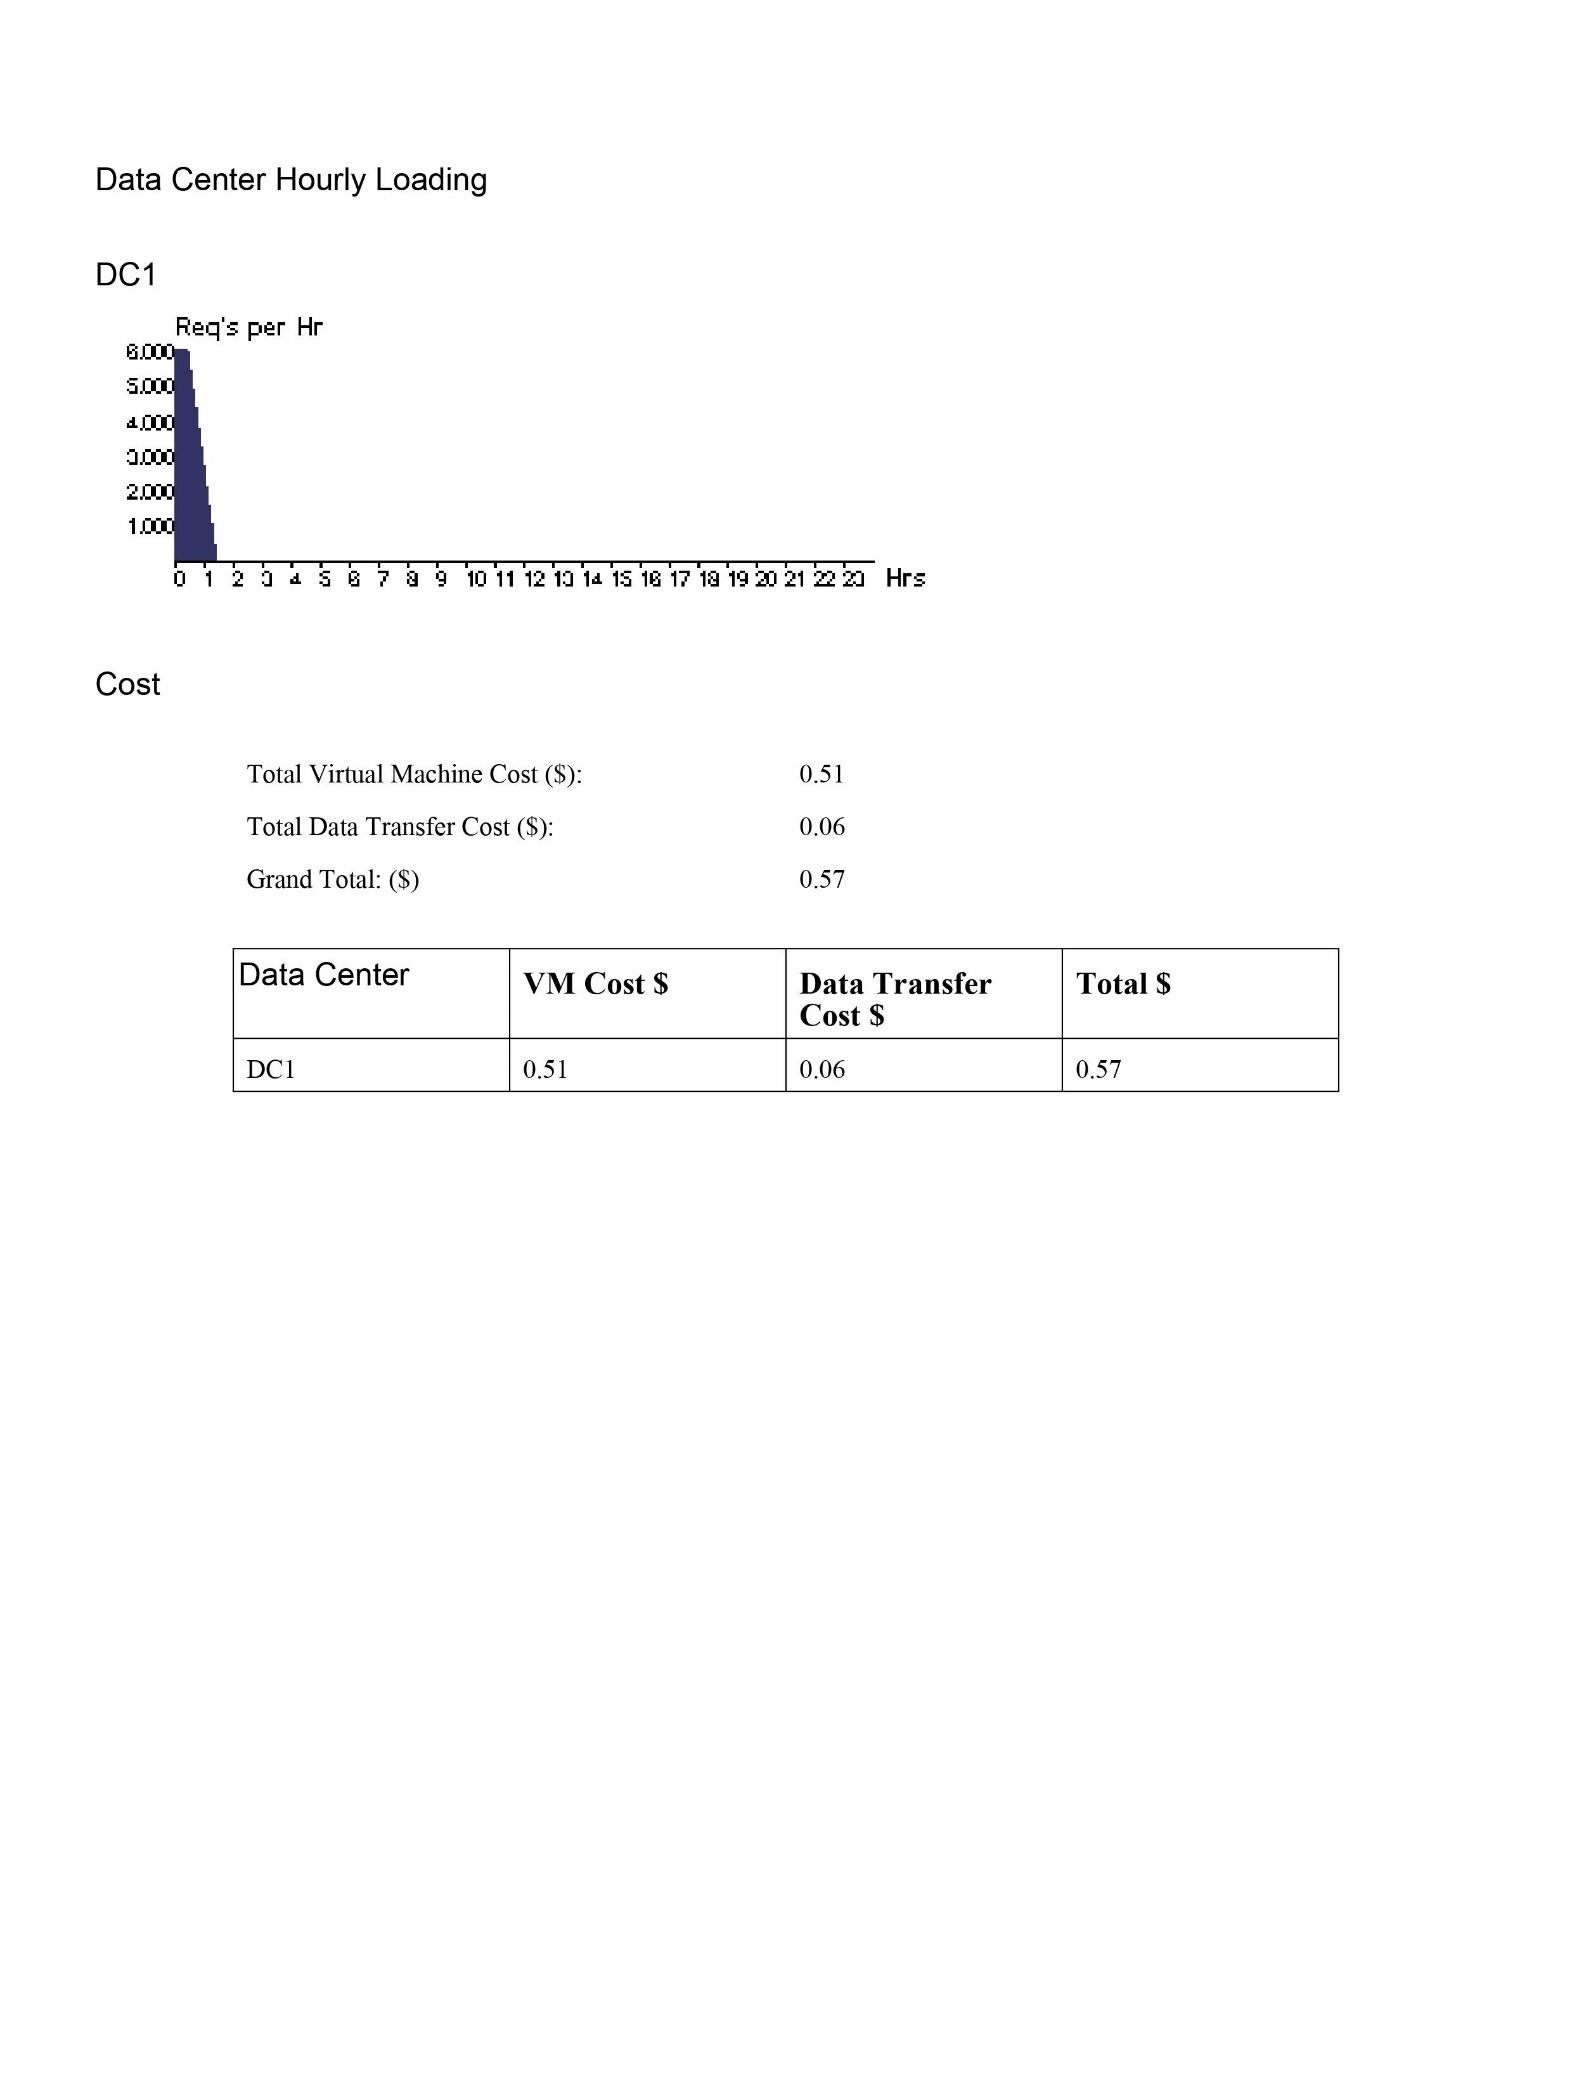 Data Center Hourly Loading
DC1
Req's per Hr
6.000
5.000
4.000
3.000
2.000
1.000
0 1 2 3 4 5 6 7 8 9 10 11 12 13 14 15 16 17 18 19 20 21 22 23 Hrs
Cost
Total Virtual Machine Cost ($): 0.51
Total Data Transfer Cost ($): 0.06
Grand Total: ($) 0.57
Data Center VM Cost $ Data Transfer Cost $ Total $
DC1 0.51 0.06 0.57